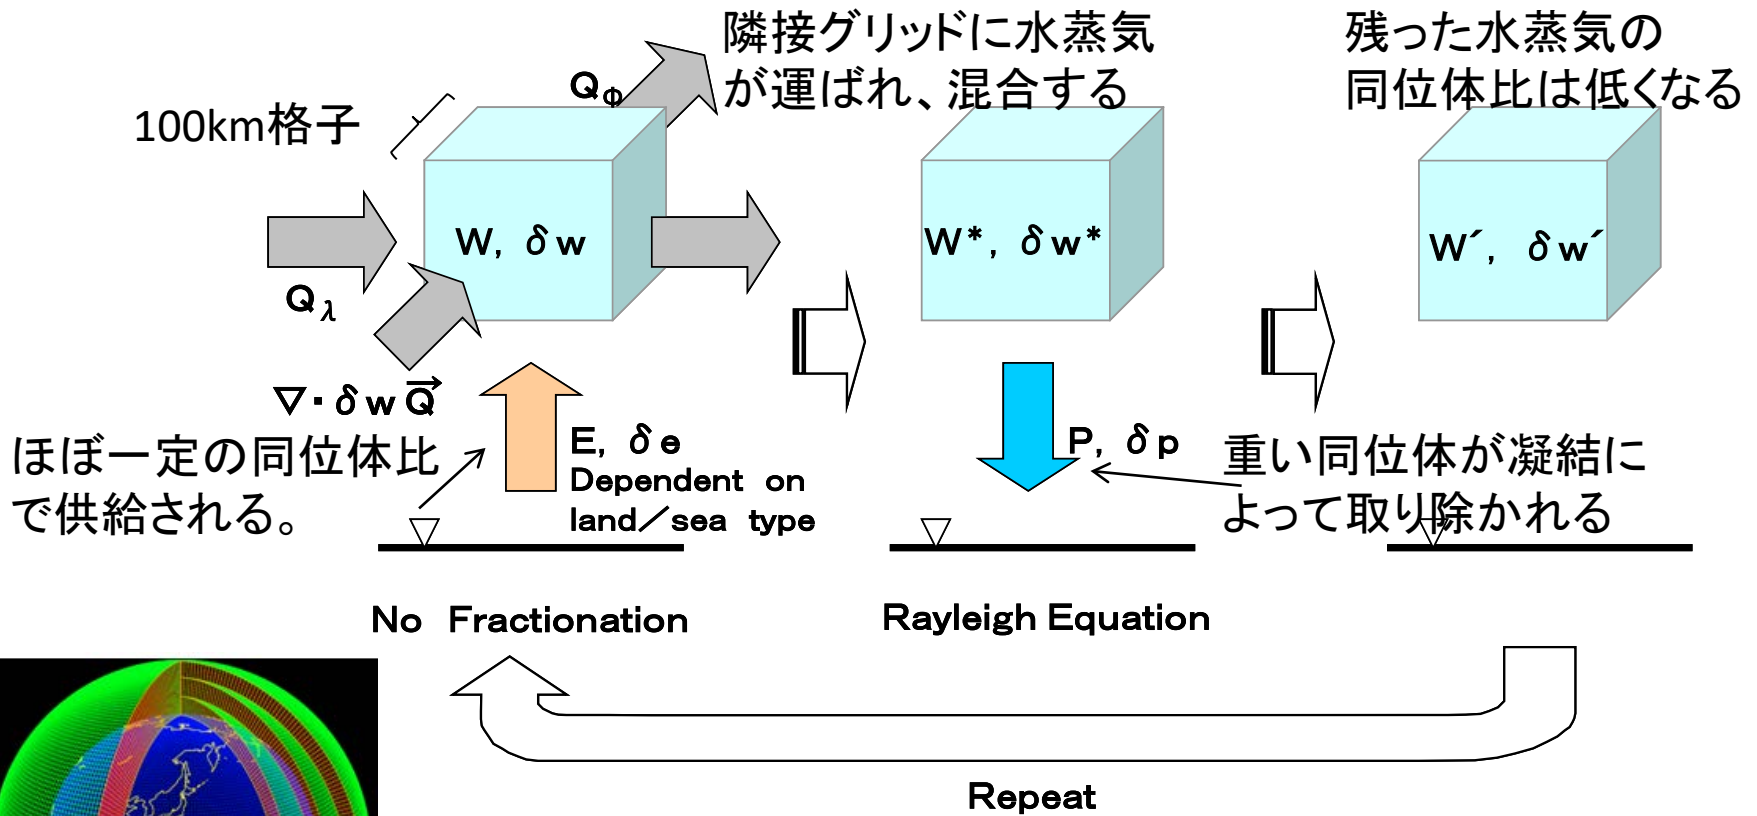 隣接グリッドに水蒸気
が運ばれ、混合する
残った水蒸気の
同位体比は低くなる
100km格子
QΦ
W, δw
W*, δw*
W´, δw´
Qλ
∇・δwQ⃗
ほぼ一定の同位体比
で供給される。
E, δe
Dependent on
land／sea type
P, δp
重い同位体が凝結に
よって取り除かれる
No Fractionation
Rayleigh Equation
Repeat